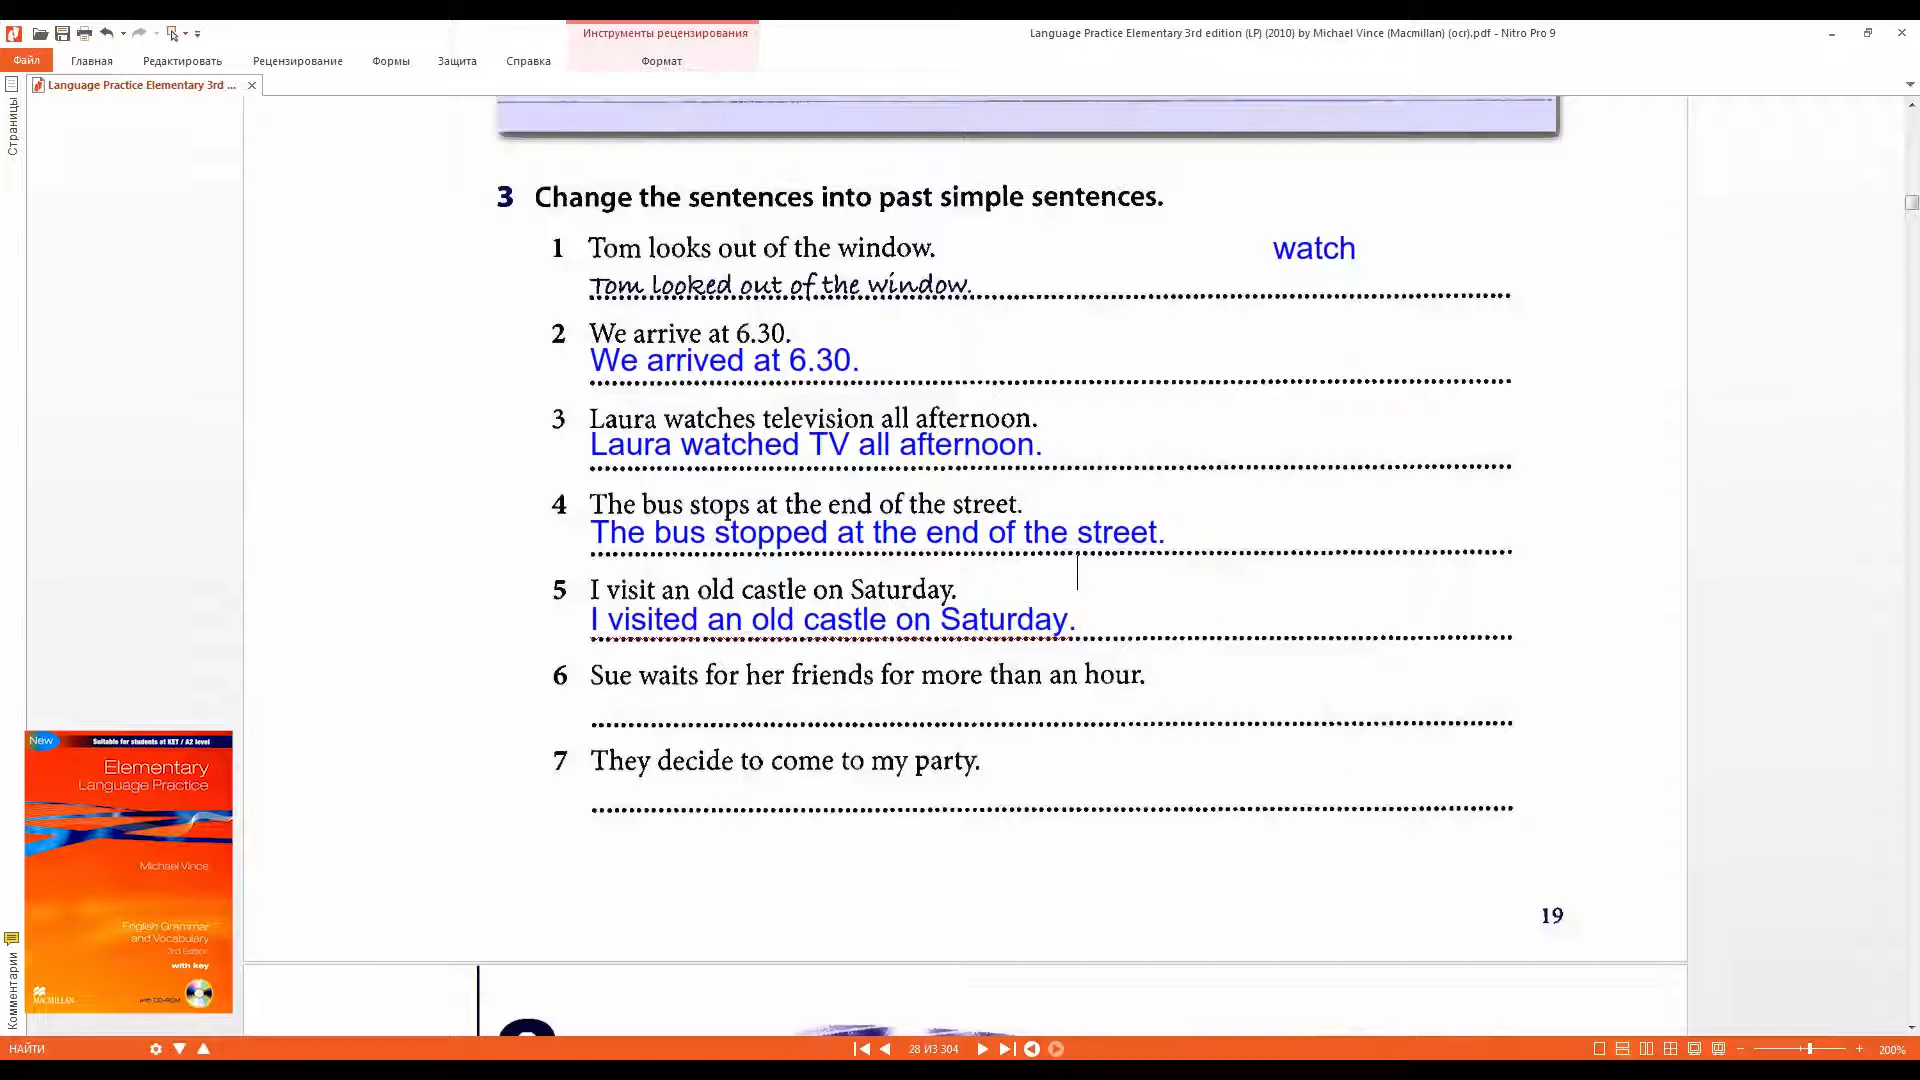 Инструменты рецензирования
Language Practice Elementary 3rd edition (LP) (2010) by Michael Vince (Macmillan) (ocr).pdf - Nitro Pro 9
Файл
Главная
Редактировать
Рецензирование
Формы
Защита
Справка
Формат
Language Practice Elementary 3rd ...
Страницы
3 Change the sentences into past simple sentences.
1 Tom looks out of the window.
watch
Tom looked out of the window.
2 We arrive at 6.30.
We arrived at 6.30.
3 Laura watches television all afternoon.
Laura watched TV all afternoon.
4 The bus stops at the end of the street.
The bus stopped at the end of the street.
5 I visit an old castle on Saturday.
I visited an old castle on Saturday.
6 Sue waits for her friends for more than an hour.
7 They decide to come to my party.
19
New
Suitable for students at KET / A2 level
Elementary
Language Practice
Michael Vince
English Grammar
and Vocabulary
3rd Edition
with key
MACMILLAN
with CD-ROM
Комментарии
НАЙТИ
28 ИЗ 304
200%